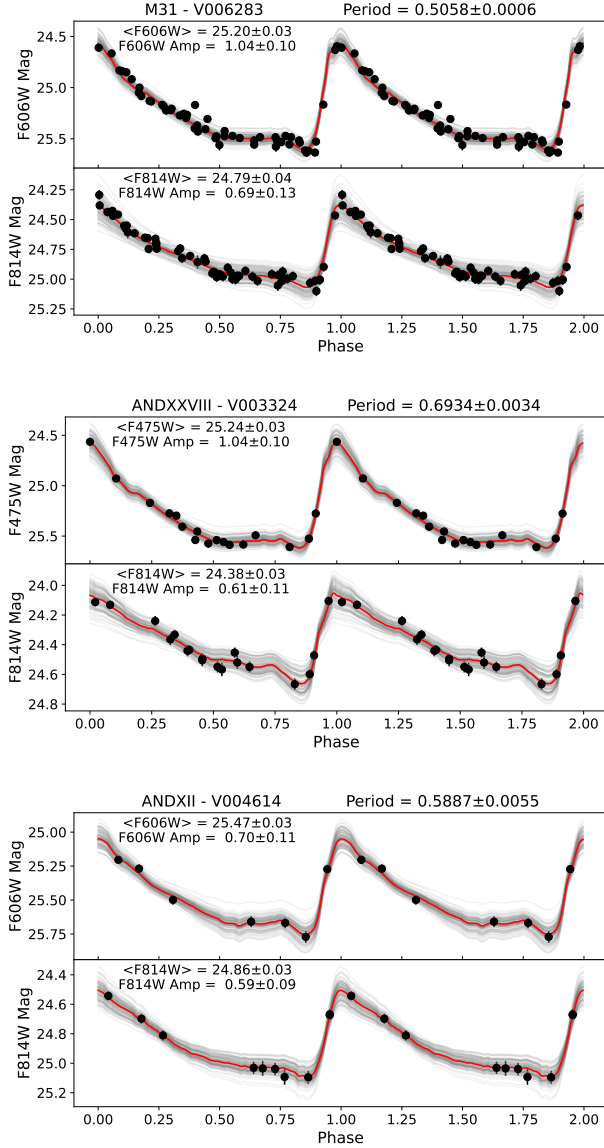 M31 - V006283 Period = 0.5058±0.0006
<F606W> = 25.20±0.03
F606W Amp = 1.04±0.10
24.5
25.0
25.5
F606W Mag
<F814W> = 24.79±0.04
F814W Amp = 0.69±0.13
24.25
24.50
24.75
25.00
25.25
F814W Mag
0.00 0.25 0.50 0.75 1.00 1.25 1.50 1.75 2.00
Phase
ANDXXVIII - V003324 Period = 0.6934±0.0034
<F475W> = 25.24±0.03
F475W Amp = 1.04±0.10
24.5
25.0
25.5
F475W Mag
<F814W> = 24.38±0.03
F814W Amp = 0.61±0.11
24.0
24.2
24.4
24.6
24.8
F814W Mag
0.00 0.25 0.50 0.75 1.00 1.25 1.50 1.75 2.00
Phase
ANDXII - V004614 Period = 0.5887±0.0055
<F606W> = 25.47±0.03
F606W Amp = 0.70±0.11
25.00
25.25
25.50
25.75
F606W Mag
<F814W> = 24.86±0.03
F814W Amp = 0.59±0.09
24.4
24.6
24.8
25.0
25.2
F814W Mag
0.00 0.25 0.50 0.75 1.00 1.25 1.50 1.75 2.00
Phase